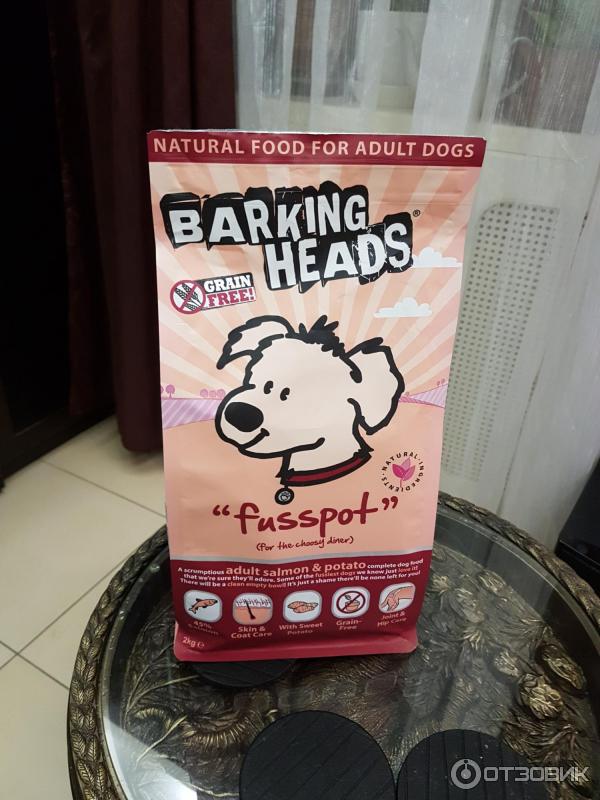 NATURAL FOOD FOR ADULT DOGS
BARKING
HEADS®
GRAIN
FREE!
NATURAL · INGREDIENTS ·
"fusspot"
(for the choosy diner)
A scrumptious adult salmon & potato complete dog food
that we're sure they'll adore. Some of the fussiest dogs we know just love it!
There will be a clean empty bowl! It's just a shame there'll be none left for you!
45%
Salmon
Skin &
Coat Care
With Sweet
Potato
Grain-
Free
Joint &
Hip Care
2kg e
ОТЗОВИК